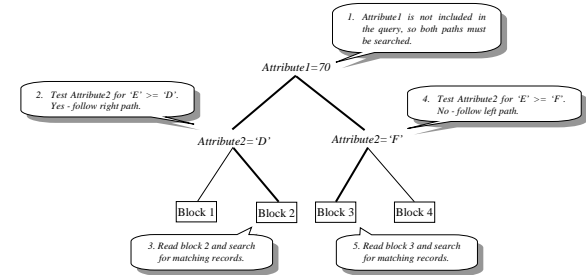 1. Attribute1 is not included in
the query, so both paths must
be searched.
Attribute1=70
2. Test Attribute2 for ‘E’ >= ‘D’.
Yes - follow right path.
4. Test Attribute2 for ‘E’ >= ‘F’.
No - follow left path.
Attribute2=‘D’
Attribute2=‘F’
Block 1
Block 2
Block 3
Block 4
3. Read block 2 and search
for matching records.
5. Read block 3 and search
for matching records.